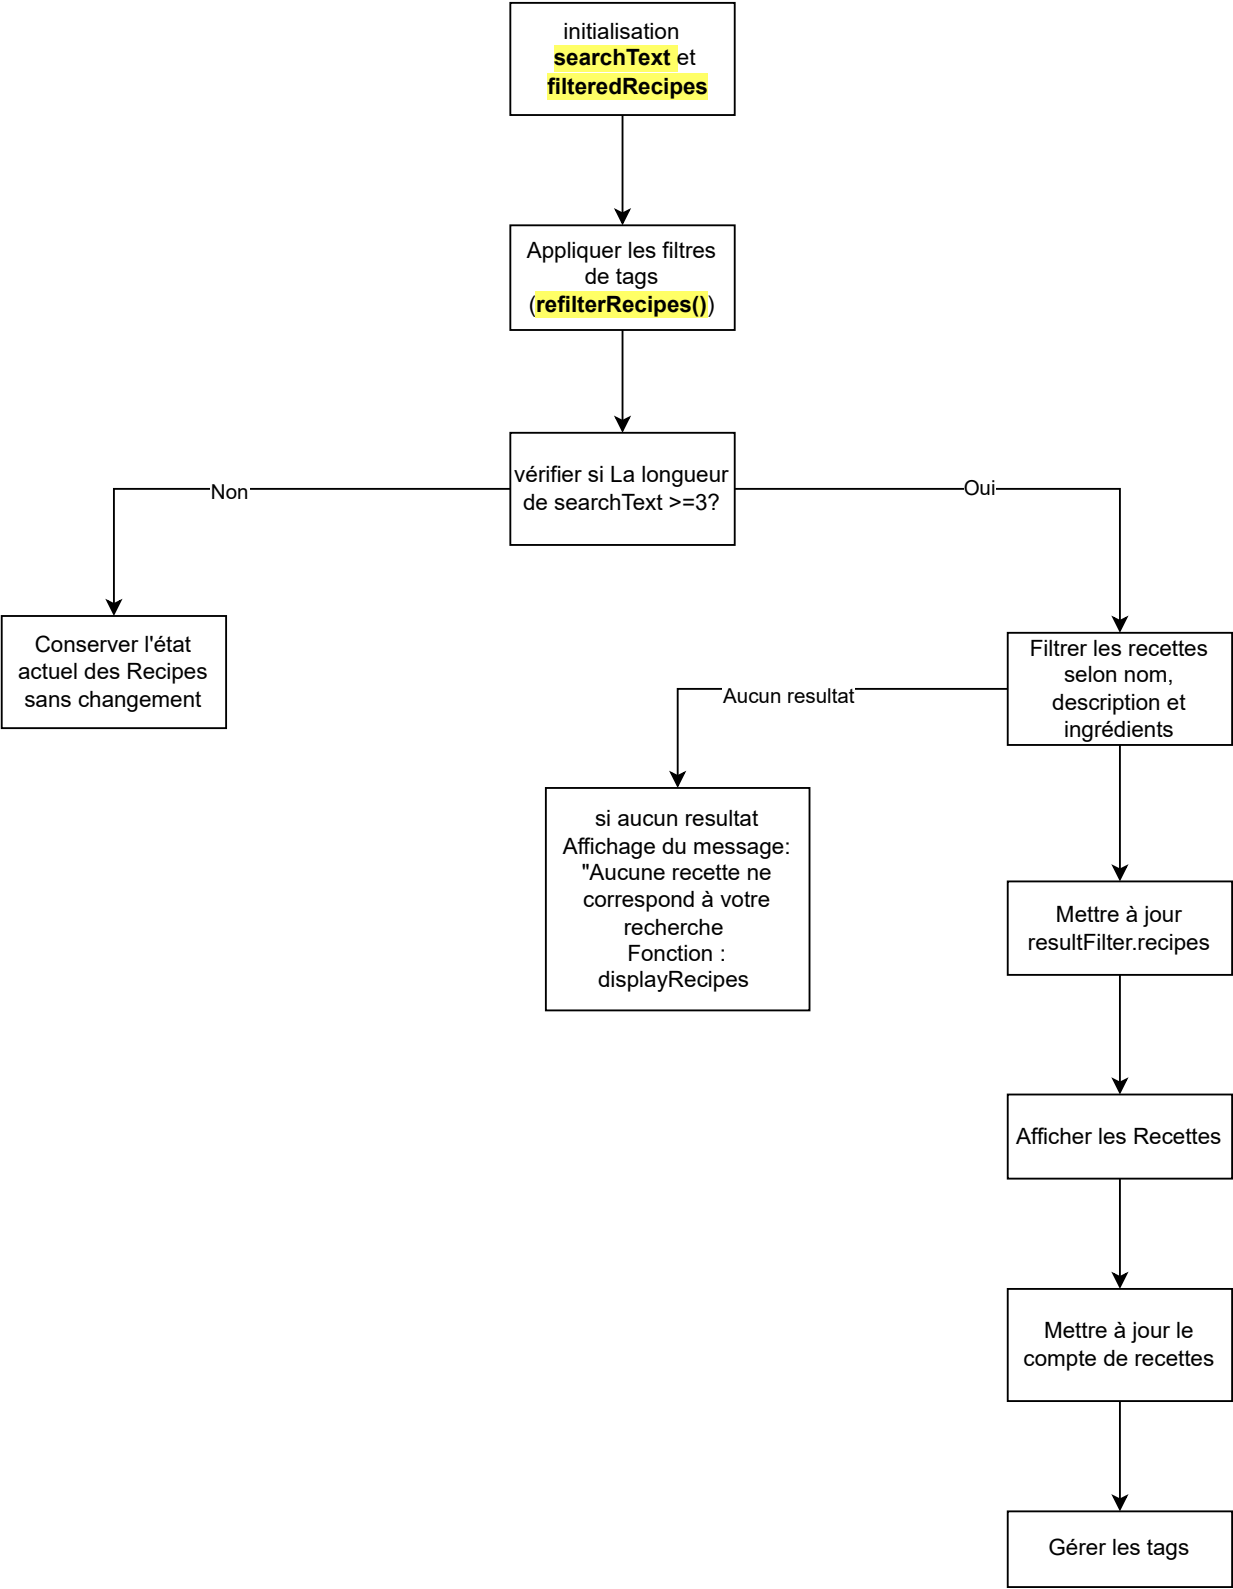 initialisation
searchText et
filteredRecipes
Appliquer les filtres
de tags
(refilterRecipes())
vérifier si La longueur
de searchText >=3?
Non
Oui
Conserver l'état
actuel des Recipes
sans changement
Filtrer les recettes
selon nom,
description et
ingrédients
Aucun resultat
si aucun resultat
Affichage du message:
"Aucune recette ne
correspond à votre
recherche
Fonction :
displayRecipes
Mettre à jour
resultFilter.recipes
Afficher les Recettes
Mettre à jour le
compte de recettes
Gérer les tags